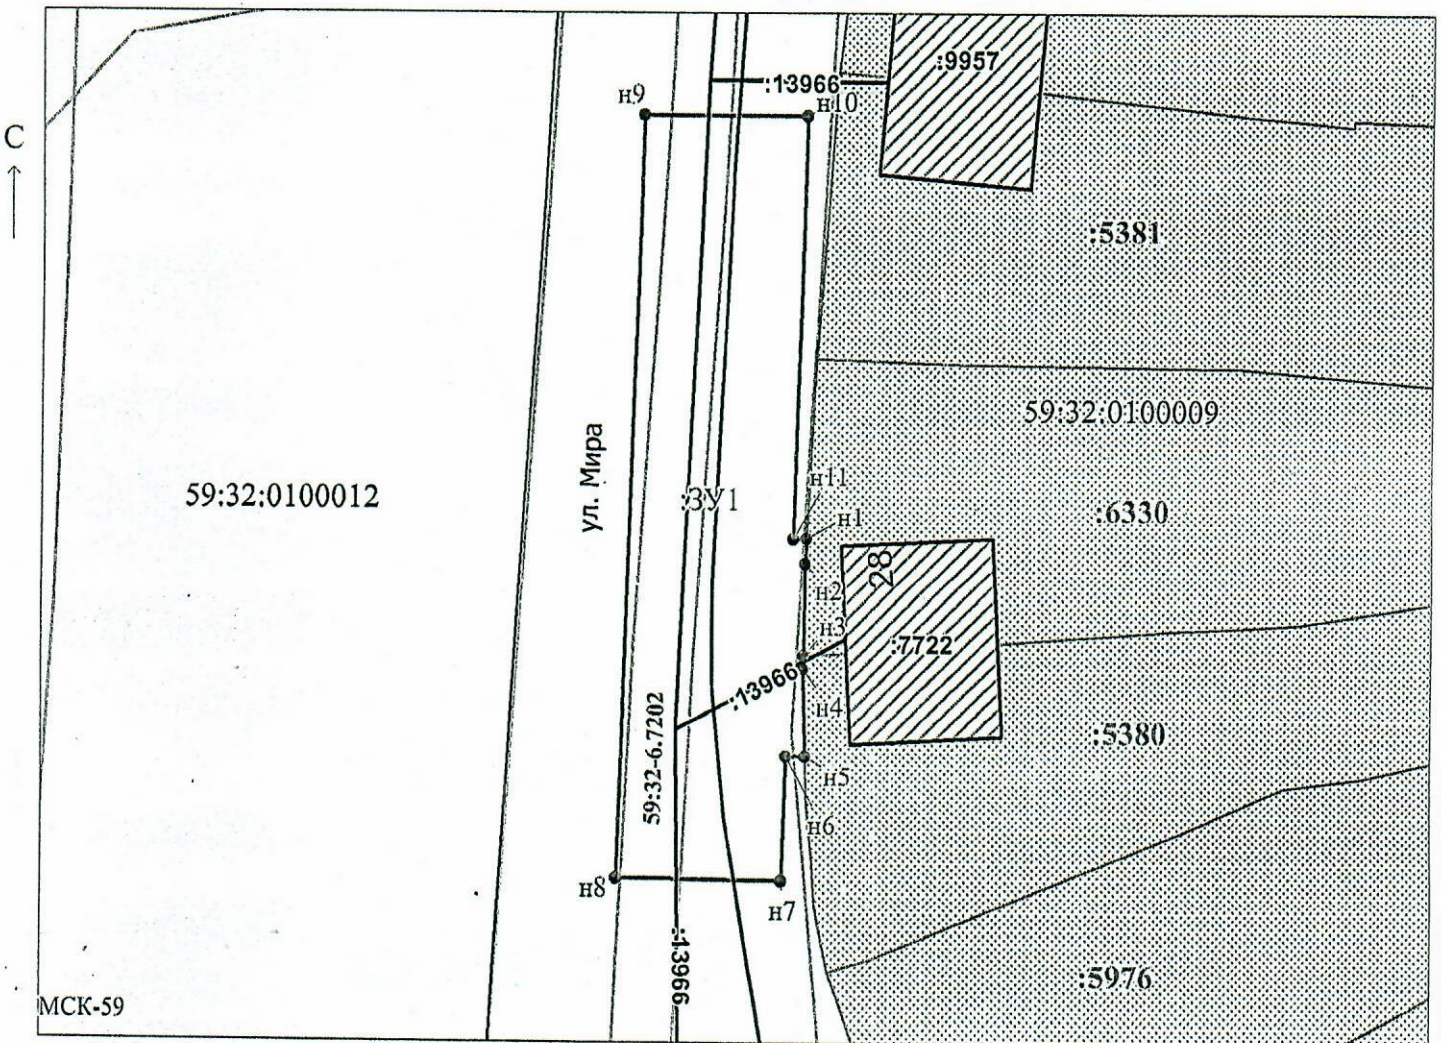 :9957
:13966
н9
н10
С
:5381
59:32:0100009
ул. Мира
н11
59:32:0100012
:ЗУ1
:6330
н1
28
н2
н3
:7722
:13966
59:32-6.7202
н4
:5380
н5
н6
н8
н7
:13966
:5976
МСК-59